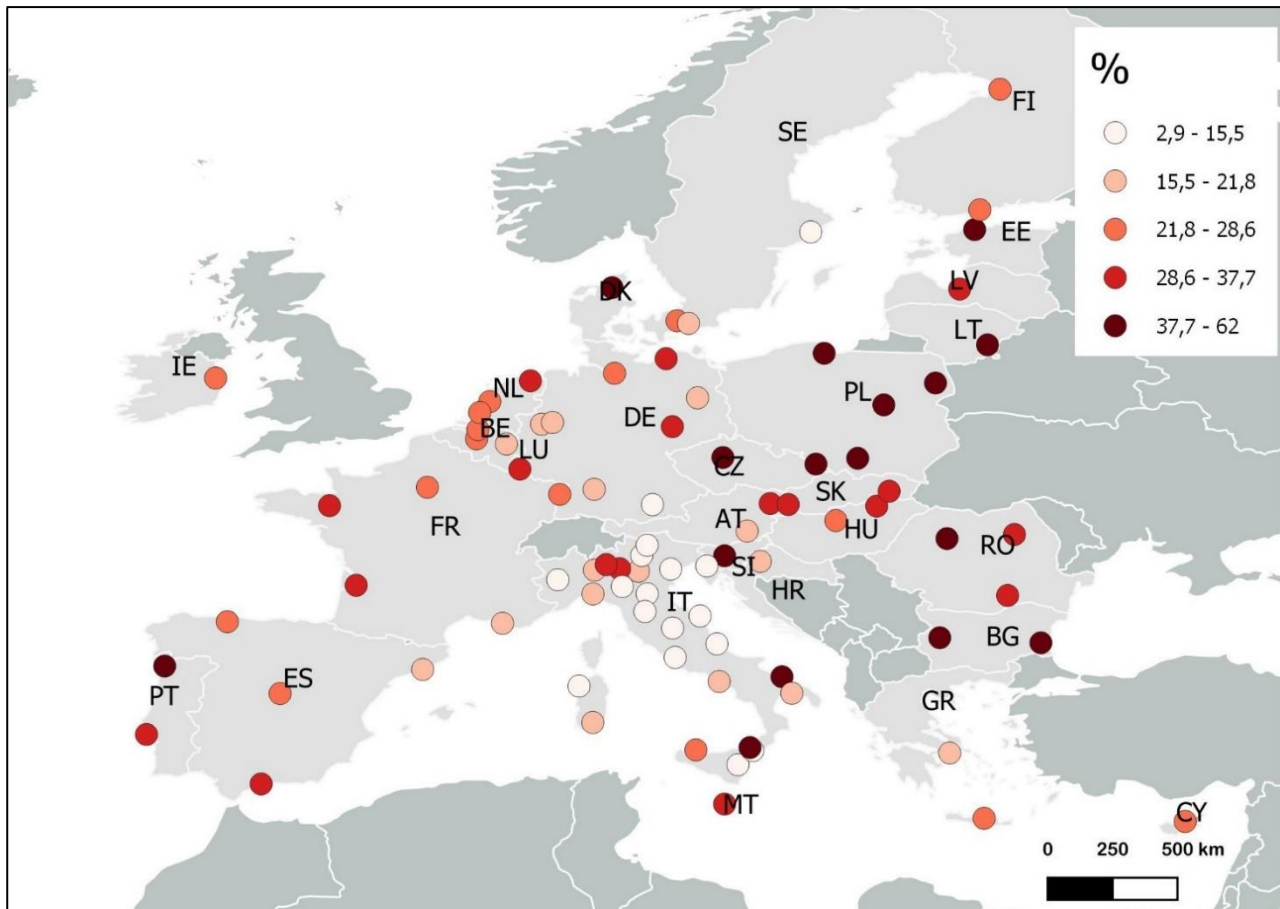 %
2,9 - 15,5
15,5 - 21,8
21,8 - 28,6
28,6 - 37,7
37,7 - 62
FI
SE
EE
LV
DK
LT
IE
NL
PL
BE
DE
LU
CZ
SK
FR
AT
HU
RO
SI
HR
IT
BG
ES
PT
GR
MT
CY
0 250 500 km